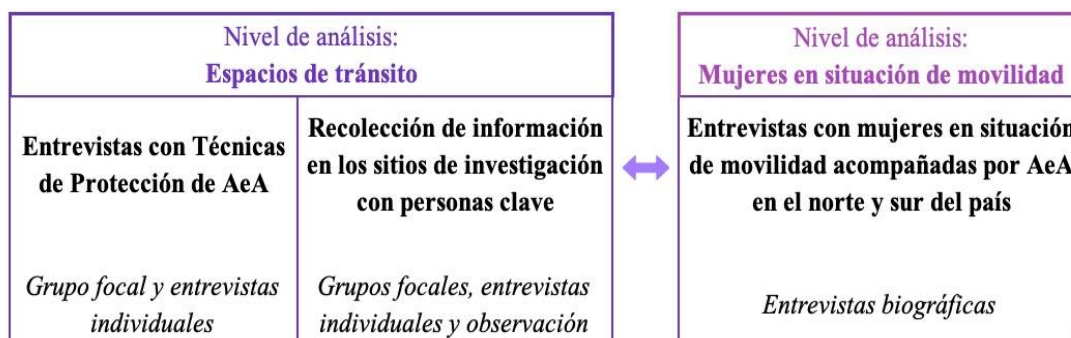 Nivel de análisis:
Espacios de tránsito
Nivel de análisis:
Mujeres en situación de movilidad
Entrevistas con Técnicas
de Protección de AeA
Recolección de información
en los sitios de investigación
con personas clave
Entrevistas con mujeres en situación
de movilidad acompañadas por AeA
en el norte y sur del país
Grupo focal y entrevistas
individuales
Grupos focales, entrevistas
individuales y observación
Entrevistas biográficas